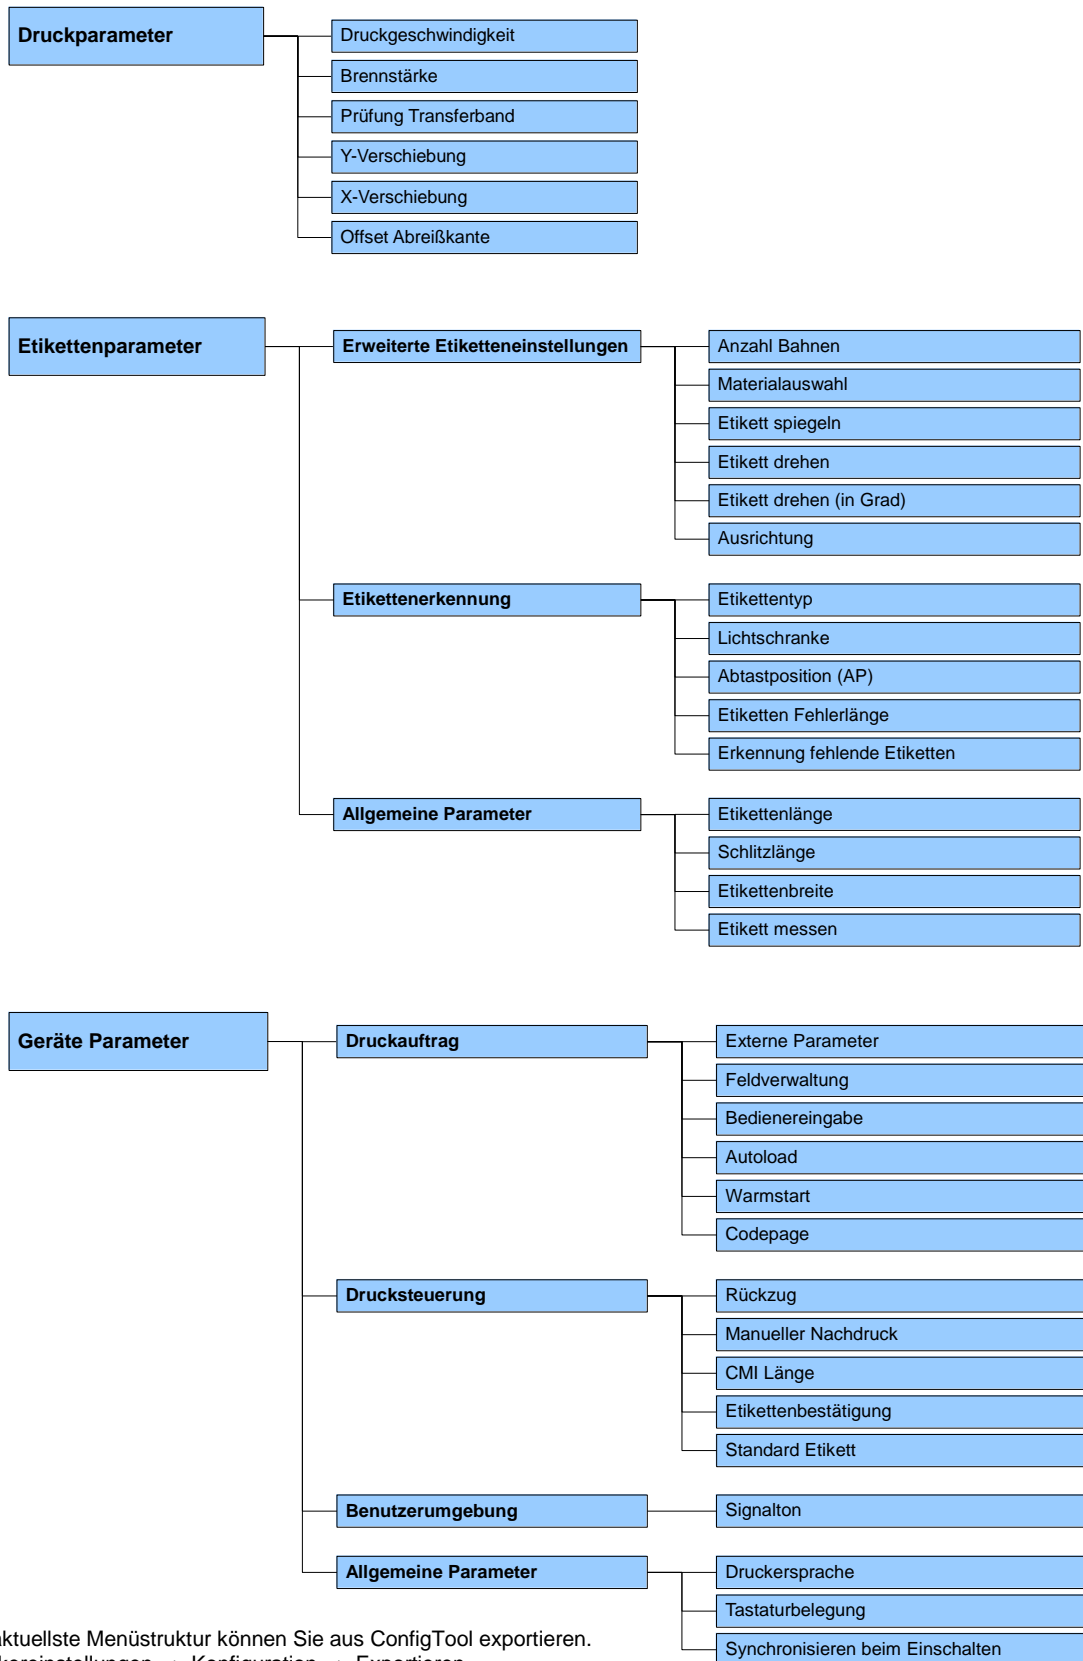 Druckparameter
Druckgeschwindigkeit
Brennstärke
Prüfung Transferband
Y-Verschiebung
X-Verschiebung
Offset Abreißkante
Etikettenparameter
Erweiterte Etiketteneinstellungen
Anzahl Bahnen
Materialauswahl
Etikett spiegeln
Etikett drehen
Etikett drehen (in Grad)
Ausrichtung
Etikettenerkennung
Etikettentyp
Lichtschranke
Abtastposition (AP)
Etiketten Fehlerlänge
Erkennung fehlende Etiketten
Allgemeine Parameter
Etikettenlänge
Schlitzlänge
Etikettenbreite
Etikett messen
Geräte Parameter
Druckauftrag
Externe Parameter
Feldverwaltung
Bedienereingabe
Autoload
Warmstart
Codepage
Drucksteuerung
Rückzug
Manueller Nachdruck
CMI Länge
Etikettenbestätigung
Standard Etikett
Benutzerumgebung
Signalton
Allgemeine Parameter
Druckersprache
Tastaturbelegung
Synchronisieren beim Einschalten
aktuellste Menüstruktur können Sie aus ConfigTool exportieren.
Konfiguration Exportieren